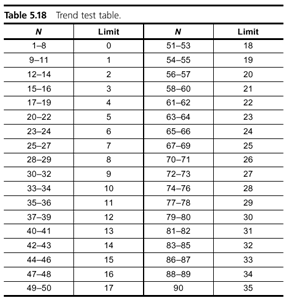 Table 5.18 Trend test table.
N Limit N Limit
1–8 0 51–53 18
9–11 1 54–55 19
12–14 2 56–57 20
15–16 3 58–60 21
17–19 4 61–62 22
20–22 5 63–64 23
23–24 6 65–66 24
25–27 7 67–69 25
28–29 8 70–71 26
30–32 9 72–73 27
33–34 10 74–76 28
35–36 11 77–78 29
37–39 12 79–80 30
40–41 13 81–82 31
42–43 14 83–85 32
44–46 15 86–87 33
47–48 16 88–89 34
49–50 17 90 35